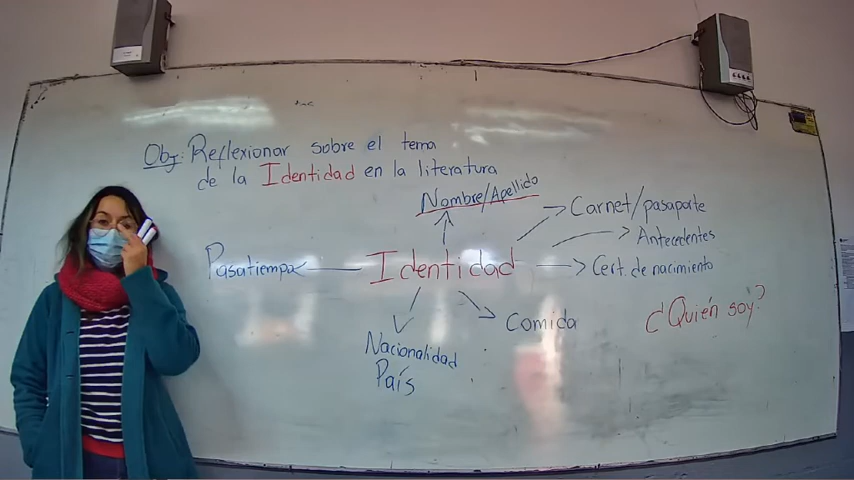 Obj: Reflexionar sobre el tema
de la Identidad en la literatura
Nombre/Apellido
Carnet/pasaporte
Antecedentes
Pasatiempo
Identidad
Cert. de nacimiento
¿Quién soy?
Comida
Nacionalidad
País